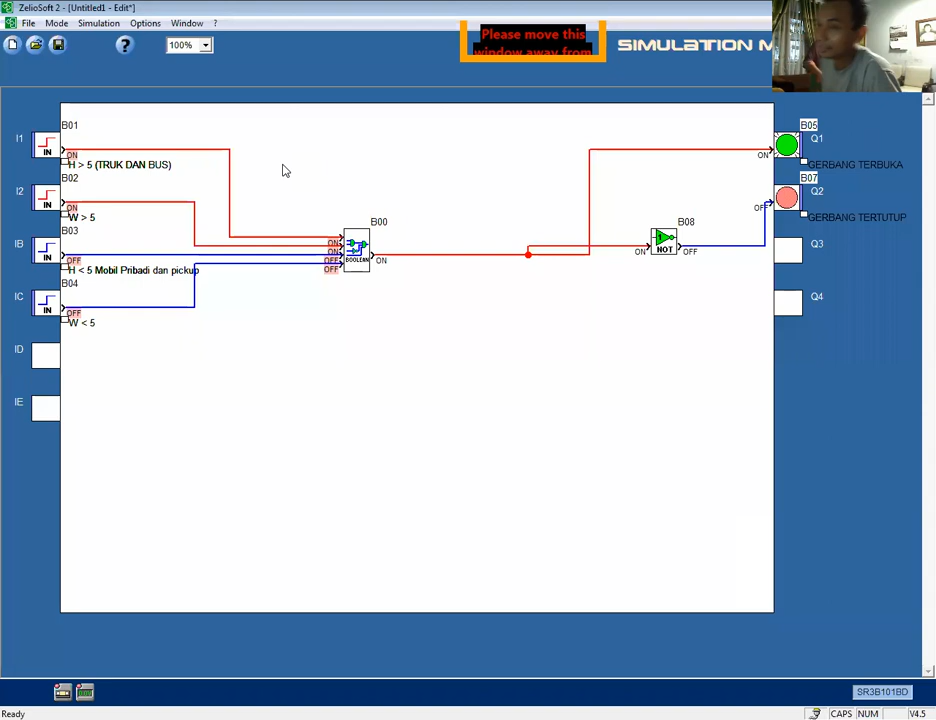 ZelioSoft 2 - [Untitled1 - Edit*]
File Mode Simulation Options Window ?
100%
Please move this
window away from
SIMULATION M
B01
I1
IN
ON
H > 5 (TRUK DAN BUS)
B02
I2
IN
ON
W > 5
B03
IB
IN
OFF
H < 5 Mobil Pribadi dan pickup
B04
IC
IN
OFF
W < 5
ID
IE
B00
ON
ON
ON
OFF
OFF
BOOLEAN
ON
B08
ON
1
NOT
OFF
B05
Q1
ON
GERBANG TERBUKA
B07
Q2
OFF
GERBANG TERTUTUP
Q3
Q4
SR3B101BD
Ready
CAPS NUM V4.5